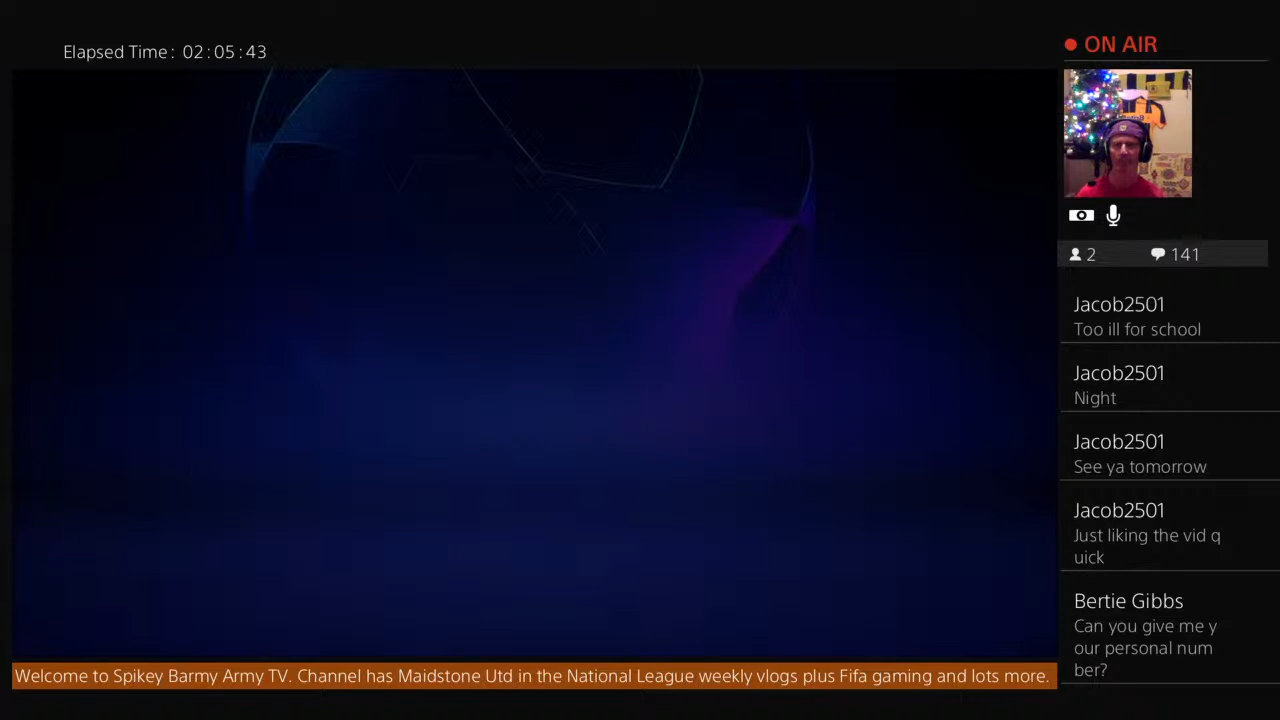 Elapsed Time: 02:05:43
ON AIR
2 141
Jacob2501
Too ill for school
Jacob2501
Night
Jacob2501
See ya tomorrow
Jacob2501
Just liking the vid q
uick
Bertie Gibbs
Can you give me y
our personal num
ber?
Welcome to Spikey Barmy Army TV. Channel has Maidstone Utd in the National League weekly vlogs plus Fifa gaming and lots more.